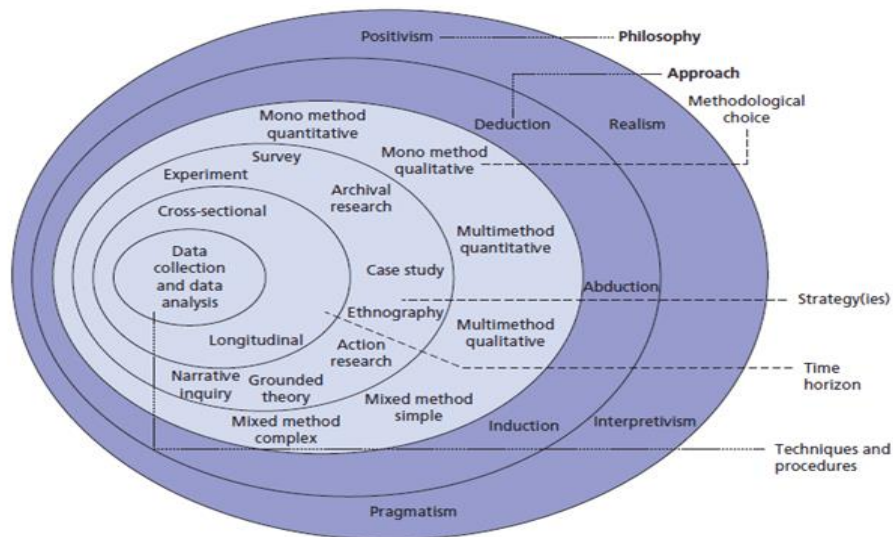 Positivism
Philosophy
Approach
Methodological
choice
Mono method
quantitative
Deduction
Realism
Survey
Mono method
qualitative
Experiment
Archival
research
Cross-sectional
Multimethod
quantitative
Data
collection
and data
analysis
Case study
Abduction
Strategy(ies)
Ethnography
Multimethod
qualitative
Longitudinal
Action
research
Time
horizon
Narrative
inquiry
Grounded
theory
Mixed method
simple
Mixed method
complex
Induction
Interpretivism
Techniques and
procedures
Pragmatism